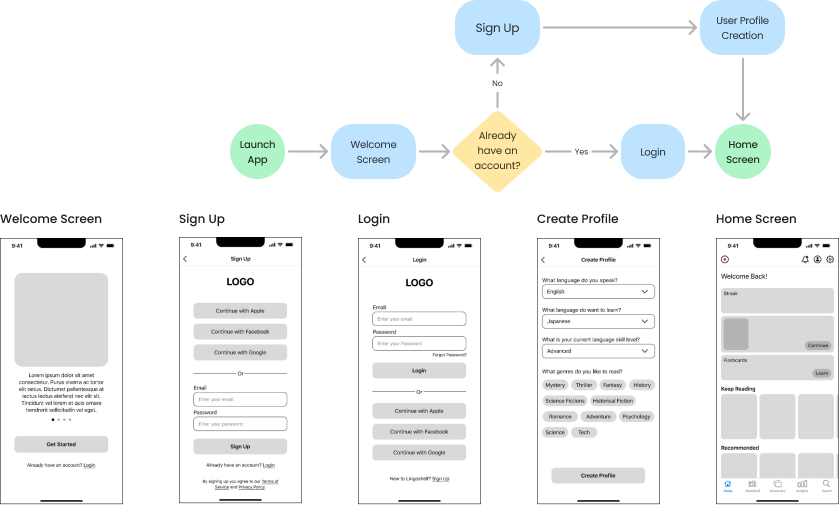 Sign Up
User Profile
Creation
No
Launch
App
Welcome
Screen
Already
have an
account?
Yes
Login
Home
Screen
Welcome Screen
9:41
Lorem ipsum dolor sit amet
consectetur. Purus viverra ac tortor
elit netus. Dictumst pellentesque at
lectus lectus eleifend nec elit sit.
Tincidunt vel lorem et quis ornare
hendrerit sollicitudin vel eget.
Get Started
Already have an account? Login
Sign Up
9:41
Sign Up
LOGO
Continue with Apple
Continue with Facebook
Continue with Google
Or
Email
Enter your email
Password
Enter your password
Sign Up
Already have an account? Login
By signing up you agree to our Terms of
Service and Privacy Policy.
Login
9:41
Login
LOGO
Email
Enter your email
Password
Enter your Password
Forgot Password?
Login
Or
Continue with Apple
Continue with Facebook
Continue with Google
New to Lingoshelf? Sign Up
Create Profile
9:41
Create Profile
What language do you speak?
English
What language do want to learn?
Japanese
What is your current language skill level?
Advanced
What genres do you like to read?
Mystery Thriller Fantasy History
Science Fictions Historical Fiction
Romance Adventure Psychology
Science Tech
Create Profile
Home Screen
9:41
Welcome Back!
Streak
Continue
Flashcards
Learn
Keep Reading
Recommended
Home
Search